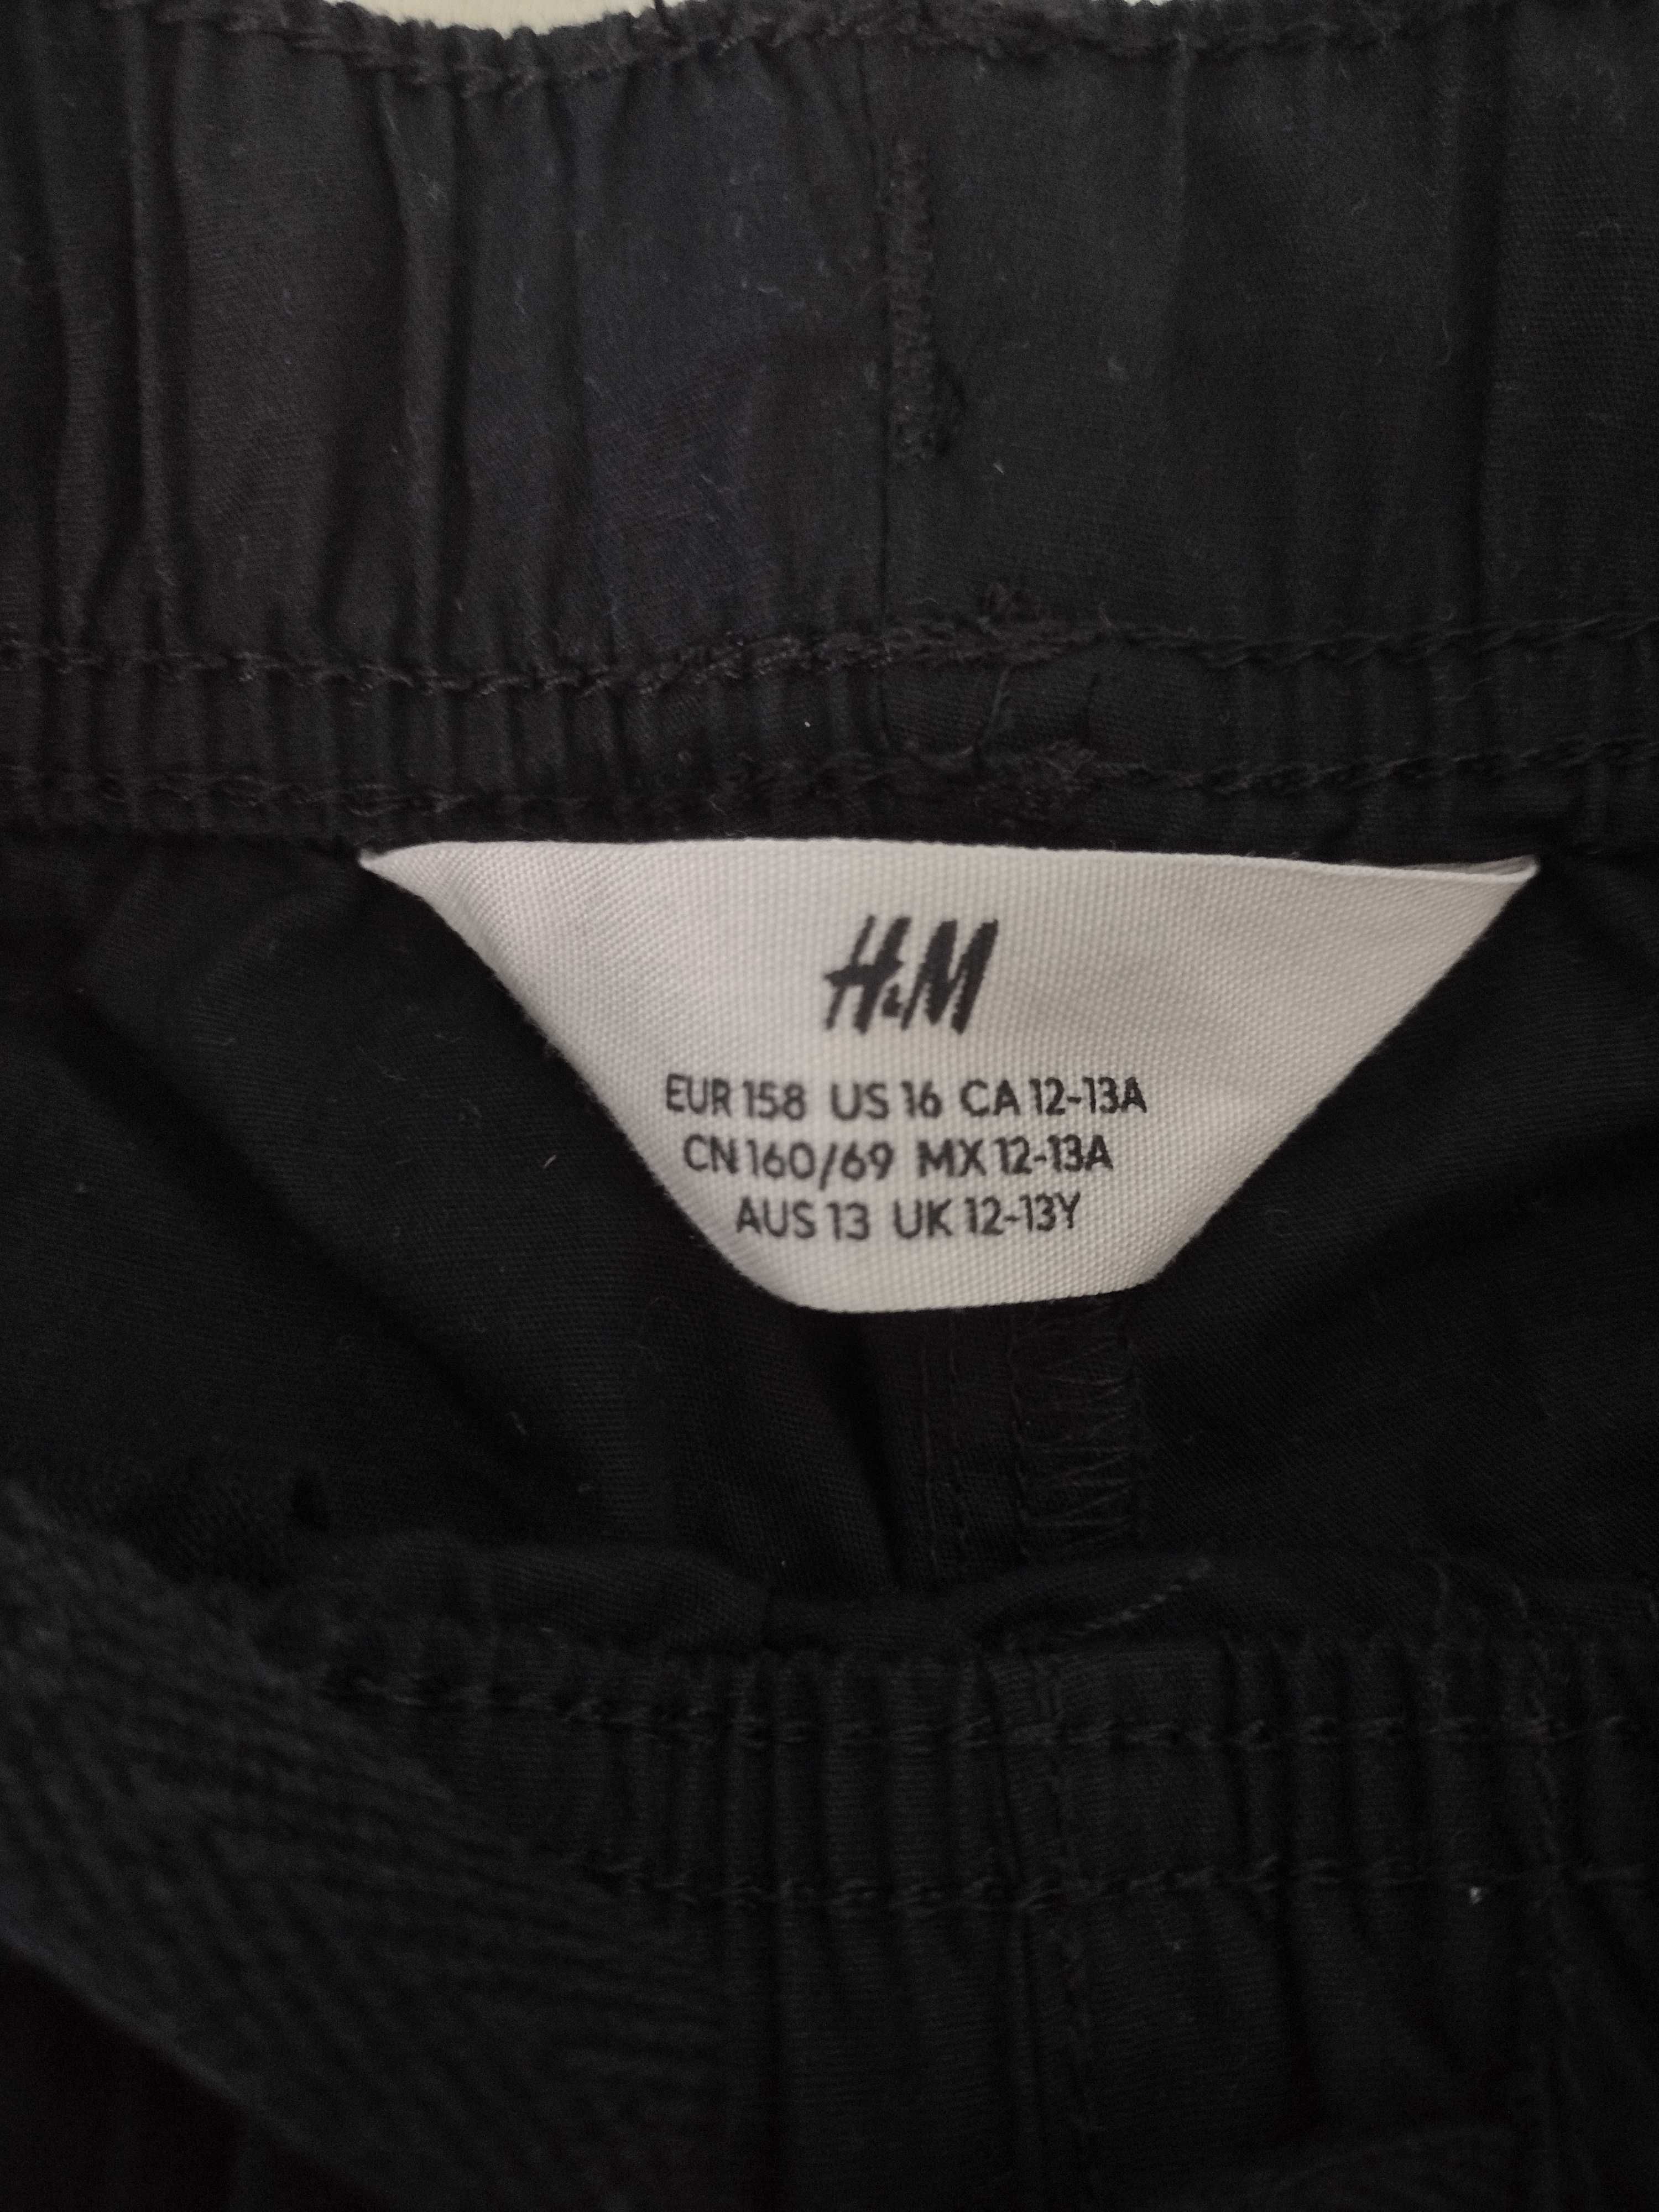 H&M
EUR 158 US 16 CA 12-13A
CN 160/69 MX 12-13A
AUS 13 UK 12-13Y